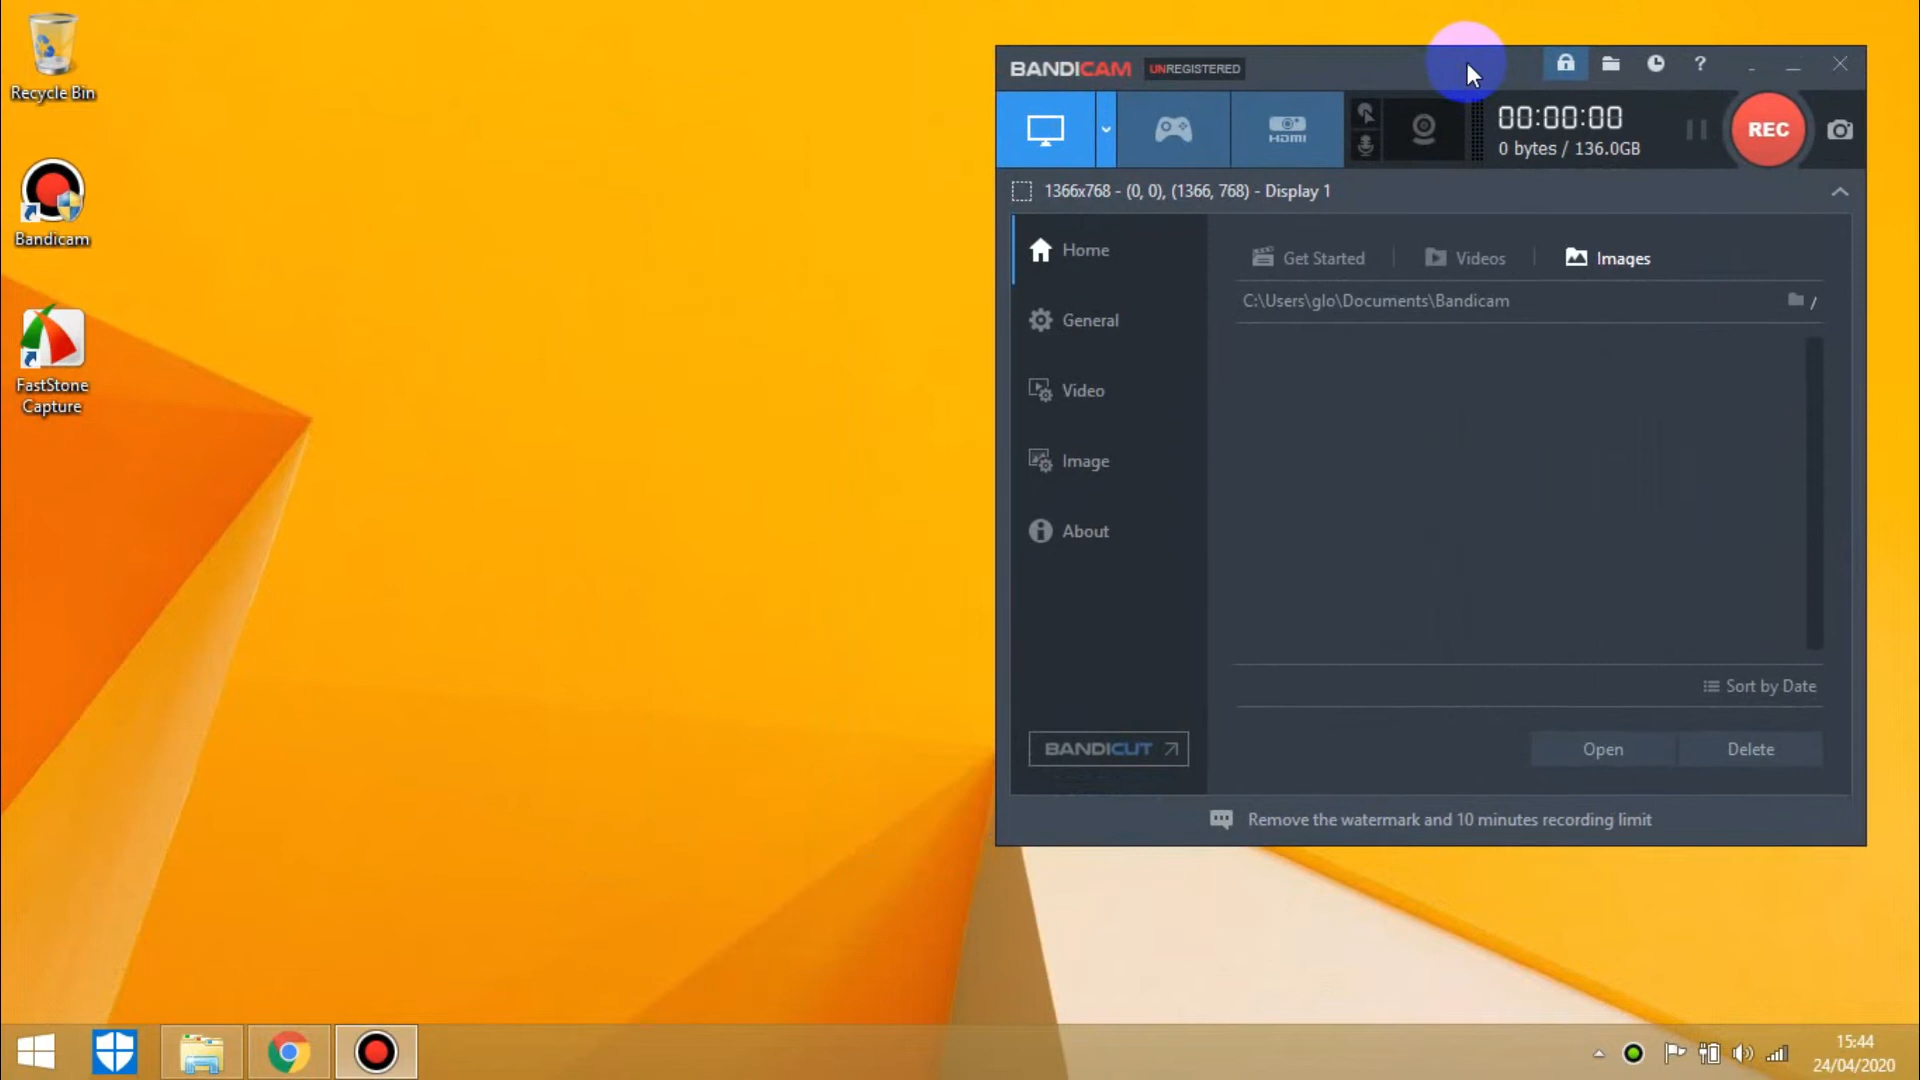 Recycle Bin
Bandicam
FastStone
Capture
BANDICAM UNREGISTERED
?
HDMI
00:00:00
0 bytes / 136.0GB
REC
1366x768 - (0, 0), (1366, 768) - Display 1
Home
General
Video
Image
About
BANDICUT
Get Started
Videos
Images
C:\Users\glo\Documents\Bandicam
/
Sort by Date
Open
Delete
Remove the watermark and 10 minutes recording limit
15:44
24/04/2020